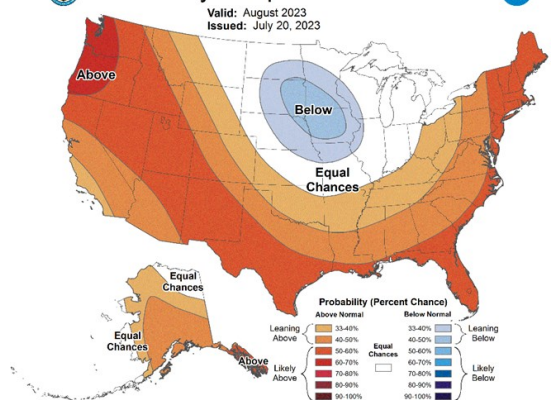 Valid: August 2023
Issued: July 20, 2023
Above
Below
Equal
Chances
Equal
Chances
Equal
Chances
Above
Probability (Percent Chance)
Above Normal
Below Normal
Leaning
Above
33-40%
40-50%
Likely
Above
50-60%
60-70%
70-80%
80-90%
90-100%
Equal
Chances
33-40%
40-50%
Leaning
Below
50-60%
60-70%
70-80%
80-90%
90-100%
Likely
Below